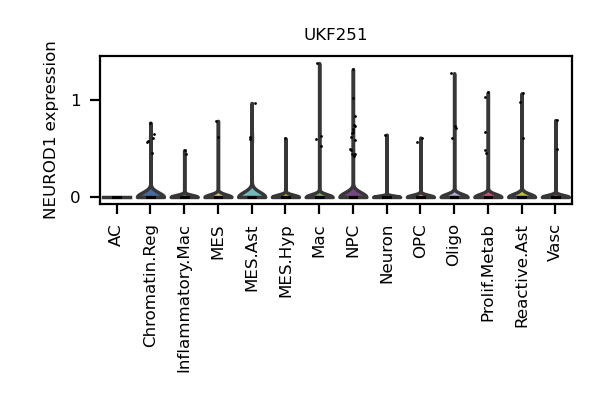 UKF251
NEUROD1 expression
1
0
AC
Chromatin.Reg
Inflammatory.Mac
MES
MES.Ast
MES.Hyp
Mac
NPC
Neuron
OPC
Oligo
Prolif.Metab
Reactive.Ast
Vasc